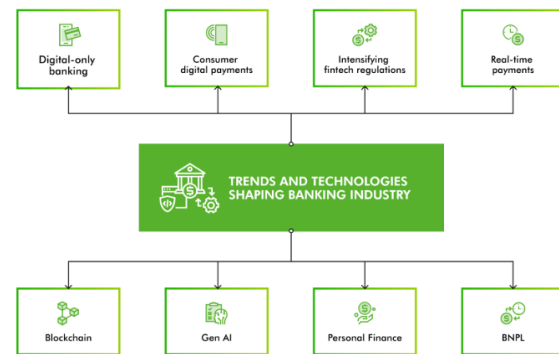 Digital-only
banking
Consumer
digital payments
Intensifying
fintech regulations
Real-time
payments
TRENDS AND TECHNOLOGIES
SHAPING BANKING INDUSTRY
Blockchain
Gen AI
Personal Finance
BNPL